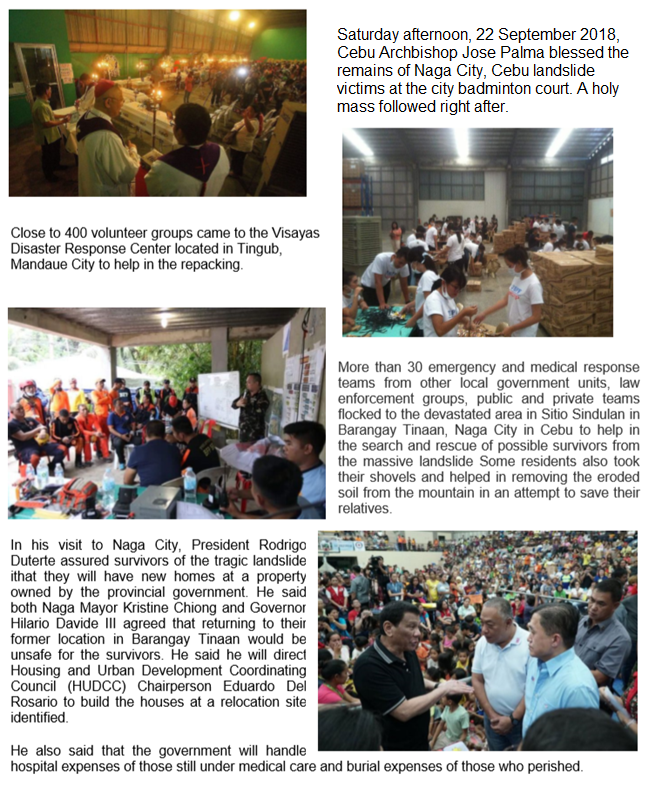 Saturday afternoon, 22 September 2018,
Cebu Archbishop Jose Palma blessed the
remains of Naga City, Cebu landslide
victims at the city badminton court. A holy
mass followed right after.
Close to 400 volunteer groups came to the Visayas
Disaster Response Center located in Tingub,
Mandaue City to help in the repacking.
More than 30 emergency and medical response
teams from other local government units, law
enforcement groups, public and private teams
flocked to the devastated area in Sitio Sindulan in
Barangay Tinaan, Naga City in Cebu to help in
the search and rescue of possible survivors from
the massive landslide Some residents also took
their shovels and helped in removing the eroded
soil from the mountain in an attempt to save their
relatives.
In his visit to Naga City, President Rodrigo
Duterte assured survivors of the tragic landslide
ithat they will have new homes at a property
owned by the provincial government. He said
both Naga Mayor Kristine Chiong and Governor
Hilario Davide III agreed that returning to their
former location in Barangay Tinaan would be
unsafe for the survivors. He said he will direct
Housing and Urban Development Coordinating
Council (HUDCC) Chairperson Eduardo Del
Rosario to build the houses at a relocation site
identified.
He also said that the government will handle
hospital expenses of those still under medical care and burial expenses of those who perished.